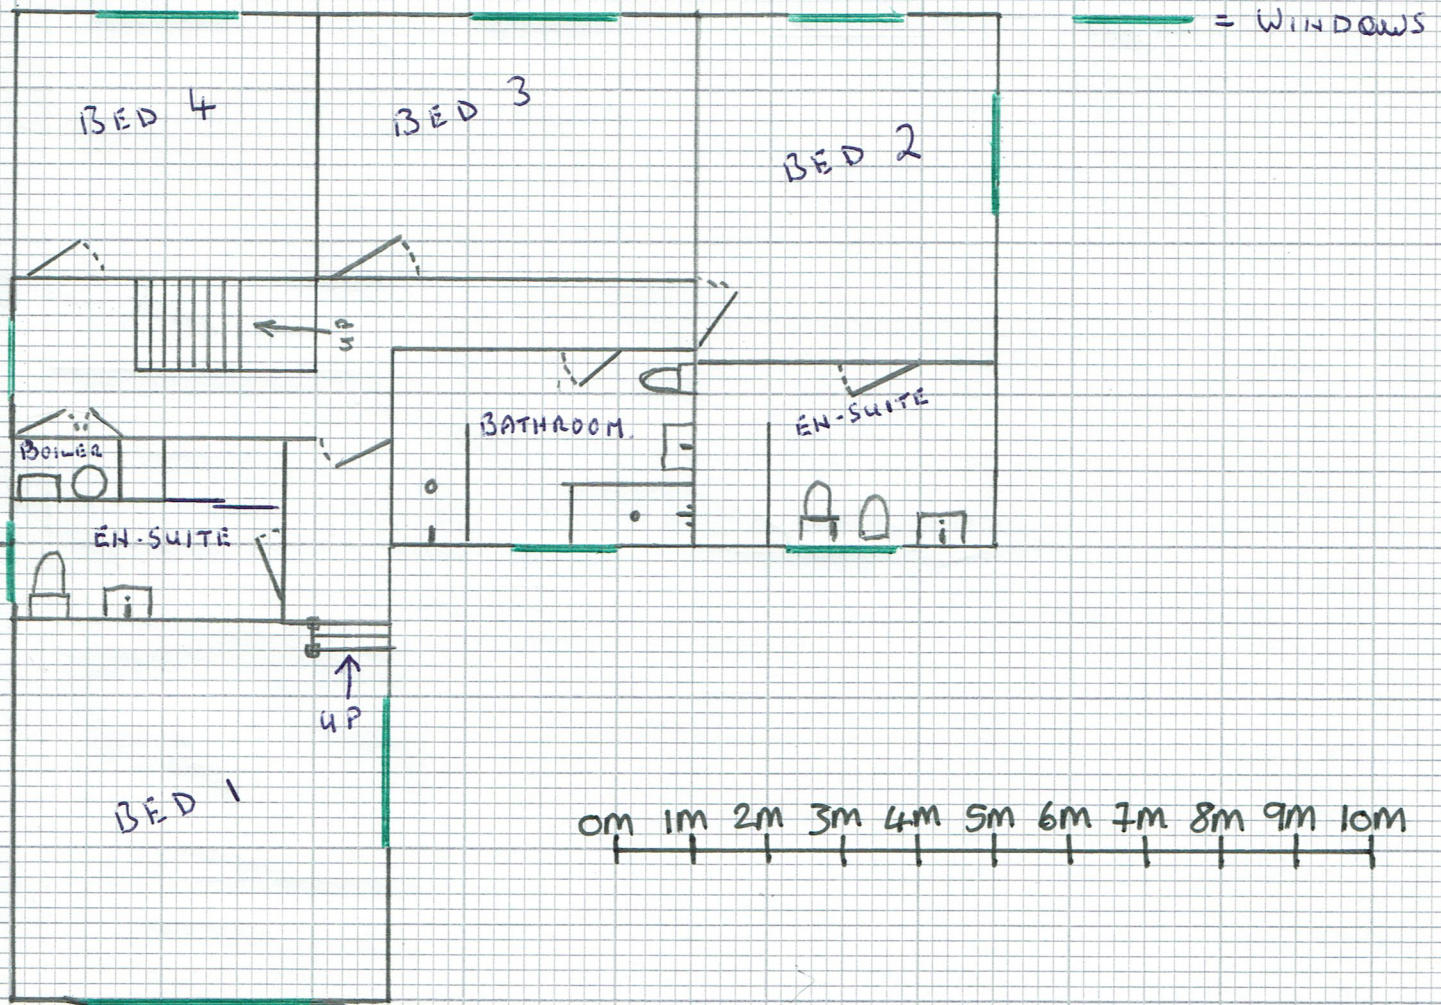 = WINDOWS
BED 4
BED 3
BED 2
UP
BATHROOM.
EN-SUITE
BOILER
EN-SUITE
UP
BED 1
0m 1m 2m 3m 4m 5m 6m 7m 8m 9m 10m